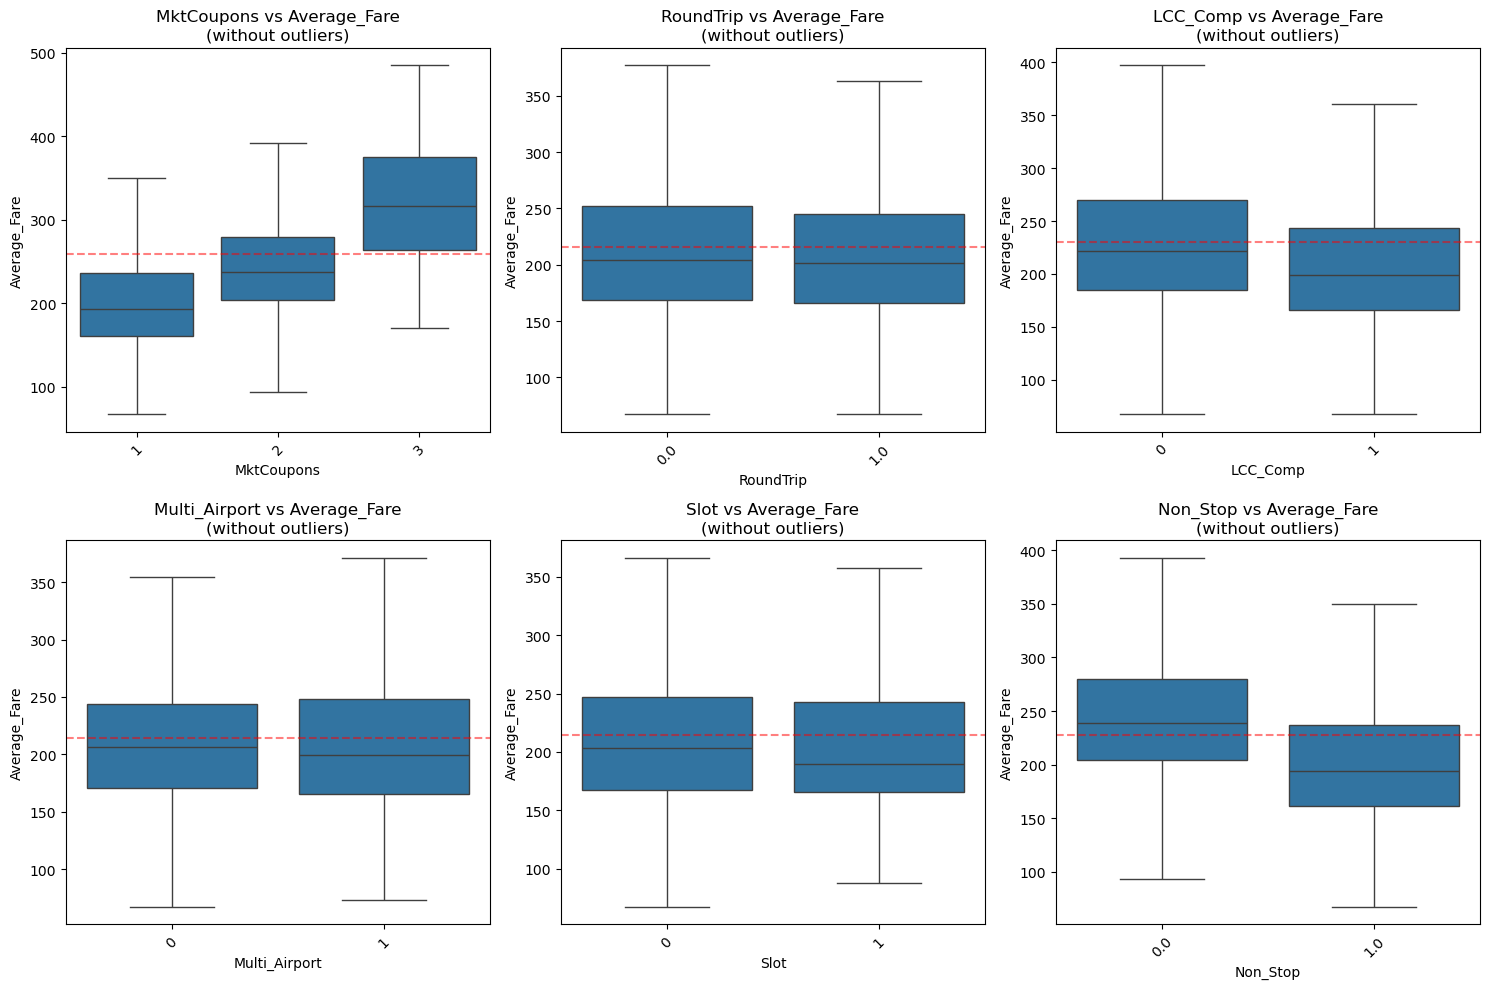 MktCoupons vs Average_Fare
(without outliers)
500
400
300
200
100
Average_Fare
1
2
3
MktCoupons
RoundTrip vs Average_Fare
(without outliers)
350
300
250
200
150
100
Average_Fare
0.0
1.0
RoundTrip
LCC_Comp vs Average_Fare
(without outliers)
400
350
300
250
200
150
100
Average_Fare
0
1
LCC_Comp
Multi_Airport vs Average_Fare
(without outliers)
350
300
250
200
150
100
Average_Fare
0
1
Multi_Airport
Slot vs Average_Fare
(without outliers)
350
300
250
200
150
100
Average_Fare
0
1
Slot
Non_Stop vs Average_Fare
(without outliers)
400
350
300
250
200
150
100
Average_Fare
0.0
1.0
Non_Stop